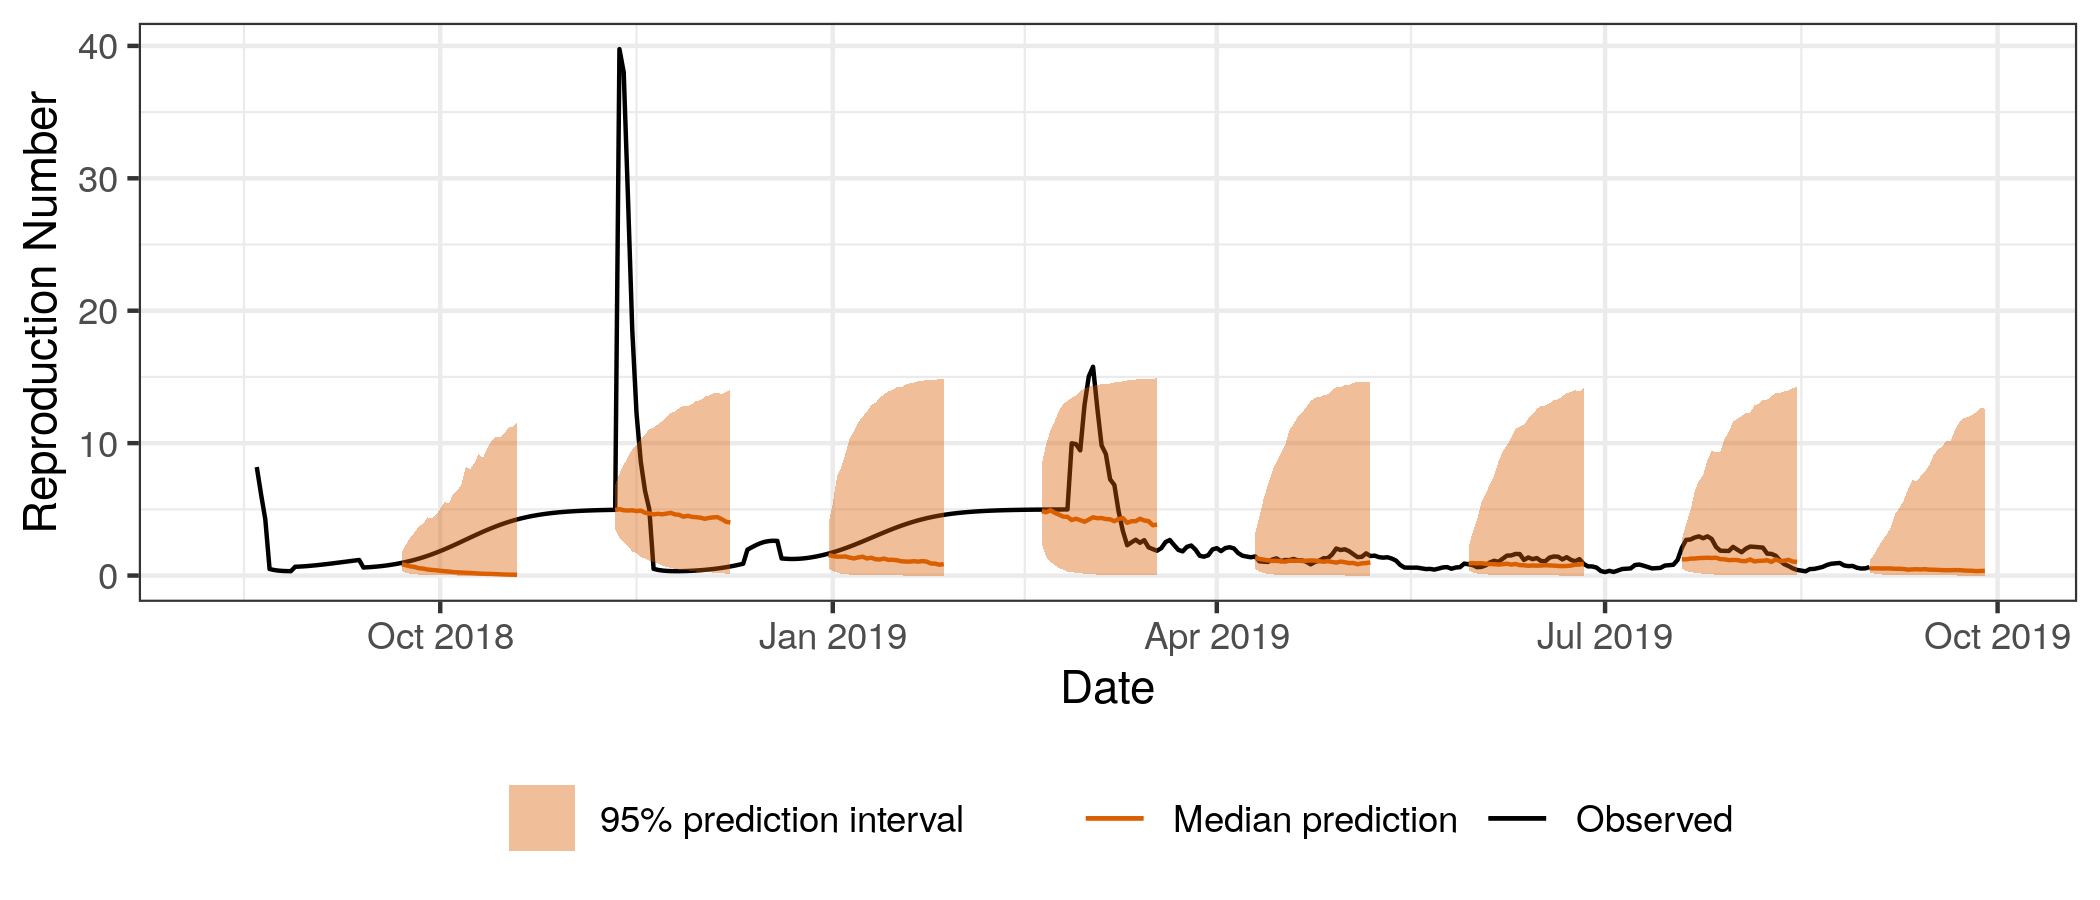 Reproduction Number
40
30
20
10
0
Oct 2018 Jan 2019 Apr 2019 Jul 2019 Oct 2019
Date
95% prediction interval Median prediction Observed